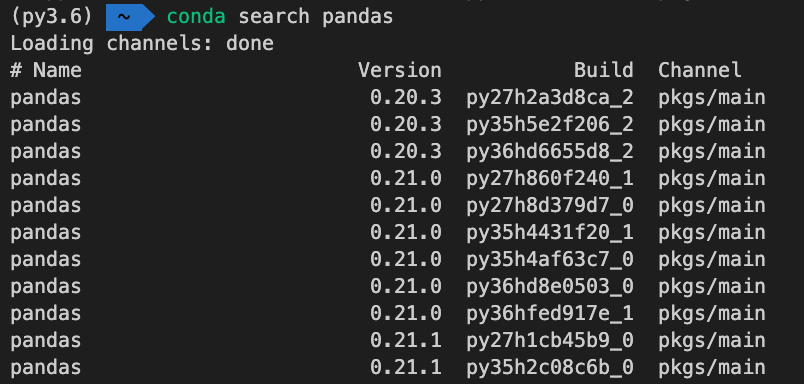 (py3.6) ~ conda search pandas
Loading channels: done
# Name Version Build Channel
pandas 0.20.3 py27h2a3d8ca_2 pkgs/main
pandas 0.20.3 py35h5e2f206_2 pkgs/main
pandas 0.20.3 py36hd6655d8_2 pkgs/main
pandas 0.21.0 py27h860f240_1 pkgs/main
pandas 0.21.0 py27h8d379d7_0 pkgs/main
pandas 0.21.0 py35h4431f20_1 pkgs/main
pandas 0.21.0 py35h4af63c7_0 pkgs/main
pandas 0.21.0 py36hd8e0503_0 pkgs/main
pandas 0.21.0 py36hfed917e_1 pkgs/main
pandas 0.21.1 py27h1cb45b9_0 pkgs/main
pandas 0.21.1 py35h2c08c6b_0 pkgs/main